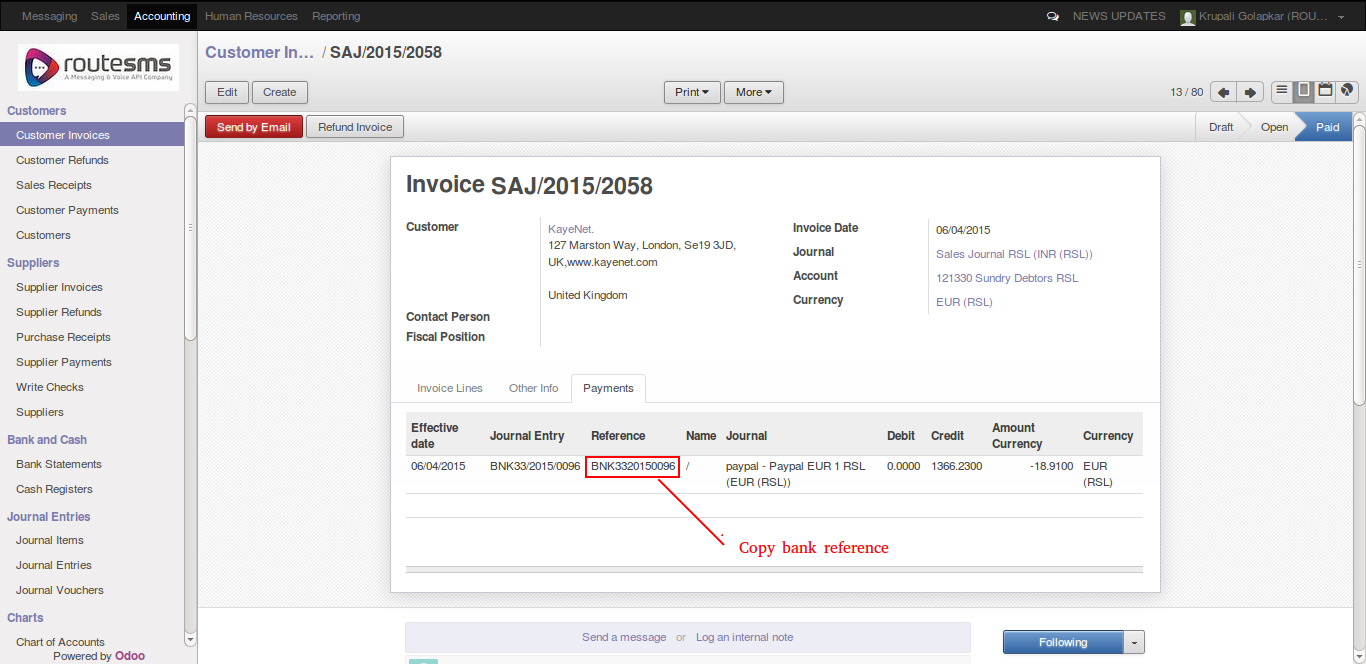 Messaging Sales Accounting Human Resources Reporting NEWS UPDATES Krupali Golapkar (ROU...
routesms
A Messaging & Voice API Company
Customers
Customer Invoices
Customer Refunds
Sales Receipts
Customer Payments
Customers
Suppliers
Supplier Invoices
Supplier Refunds
Purchase Receipts
Supplier Payments
Write Checks
Suppliers
Bank and Cash
Bank Statements
Cash Registers
Journal Entries
Journal Items
Journal Entries
Journal Vouchers
Charts
Chart of Accounts
Powered by Odoo
Customer In... / SAJ/2015/2058
Edit Create Print More 13 / 80
Send by Email Refund Invoice Draft Open Paid
Invoice SAJ/2015/2058
Customer KayeNet.
127 Marston Way, London, Se19 3JD,
UK,www.kayenet.com
United Kingdom
Contact Person
Fiscal Position
Invoice Date 06/04/2015
Journal Sales Journal RSL (INR (RSL))
Account 121330 Sundry Debtors RSL
Currency EUR (RSL)
Invoice Lines Other Info Payments
Effective date Journal Entry Reference Name Journal Debit Credit Amount Currency Currency
06/04/2015 BNK33/2015/0096 BNK3320150096 / paypal - Paypal EUR 1 RSL 0.0000 1366.2300 -18.9100 EUR
(EUR (RSL)) (RSL)
Copy bank reference
Send a message or Log an internal note
Following